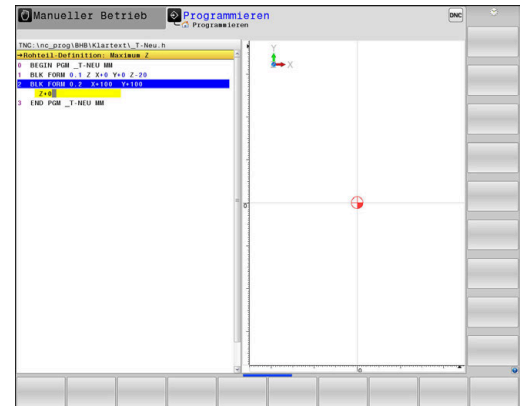 Manueller Betrieb
Programmieren
Programmieren
DNC
TNC:\nc_prog\BHB\Klartext\_T-Neu.h
→Rohteil-Definition: Maximum Z
0 BEGIN PGM _T-NEU MM
1 BLK FORM 0.1 Z X+0 Y+0 Z-20
2 BLK FORM 0.2 X+100 Y+100
Z+0
3 END PGM _T-NEU MM
Y
X
0
0